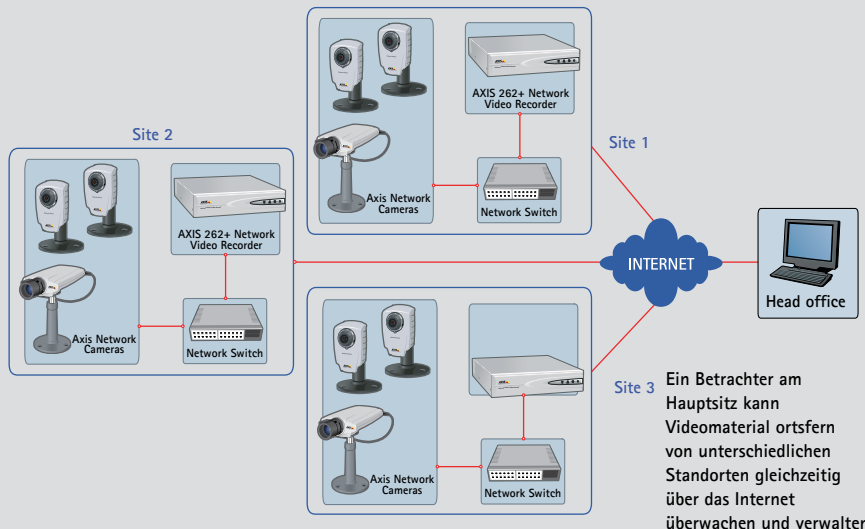 AXIS 262+ Network
Video Recorder
Site 1
Axis Network
Cameras
Network Switch
Site 2
AXIS 262+ Network
Video Recorder
Axis Network
Cameras
Network Switch
INTERNET
Head office
Site 3
Axis Network
Cameras
Network Switch
Ein Betrachter am
Hauptsitz kann
Videomaterial ortsfern
von unterschiedlichen
Standorten gleichzeitig
über das Internet
überwachen und verwalten